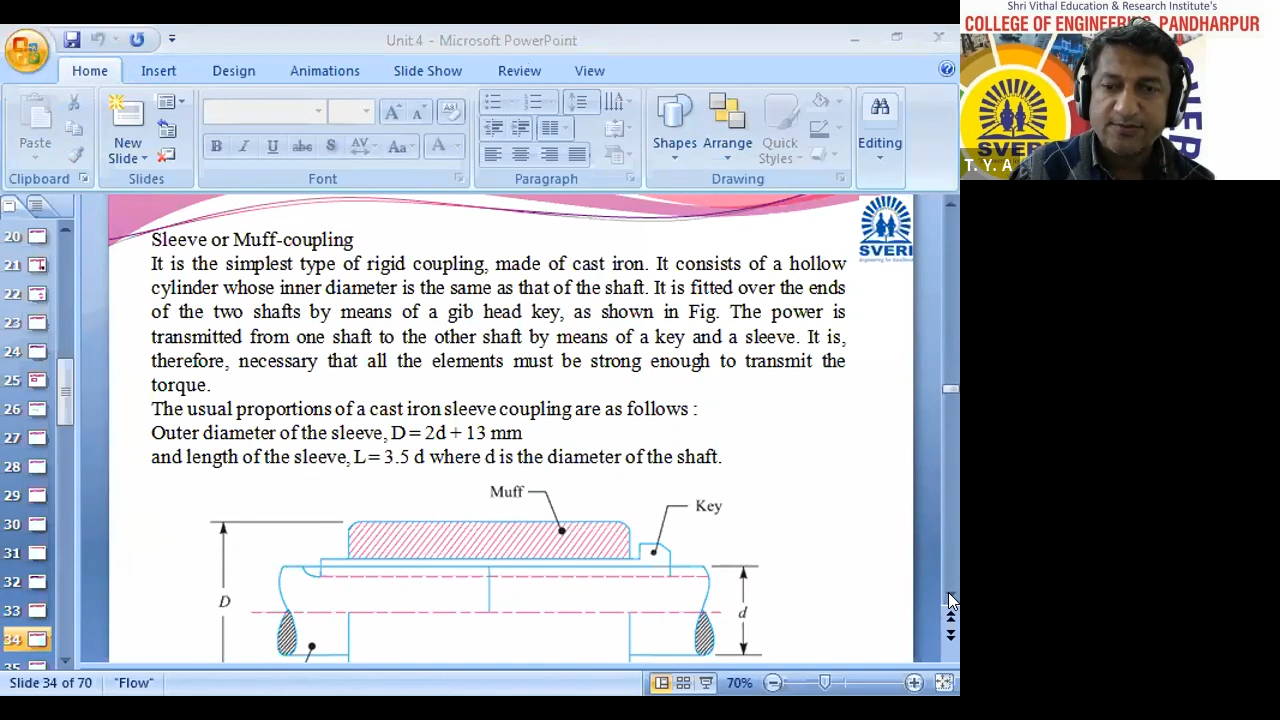 Shri Vithal Education & Research Institute's
COLLEGE OF ENGINEERING, PANDHARPUR
Unit 4 - Microsoft PowerPoint
Home Insert Design Animations Slide Show Review View
Paste
New Slide
Shapes Arrange Quick Styles
Editing
Clipboard Slides Font Paragraph Drawing
SVERI
T. Y. A
20
21
22
23
24
25
26
27
28
29
30
31
32
33
34
35
SVERI
Sleeve or Muff-coupling
It is the simplest type of rigid coupling, made of cast iron. It consists of a hollow
cylinder whose inner diameter is the same as that of the shaft. It is fitted over the ends
of the two shafts by means of a gib head key, as shown in Fig. The power is
transmitted from one shaft to the other shaft by means of a key and a sleeve. It is,
therefore, necessary that all the elements must be strong enough to transmit the
torque.
The usual proportions of a cast iron sleeve coupling are as follows :
Outer diameter of the sleeve, D = 2d + 13 mm
and length of the sleeve, L = 3.5 d where d is the diameter of the shaft.
Muff
Key
D
d
Slide 34 of 70 "Flow" 70%